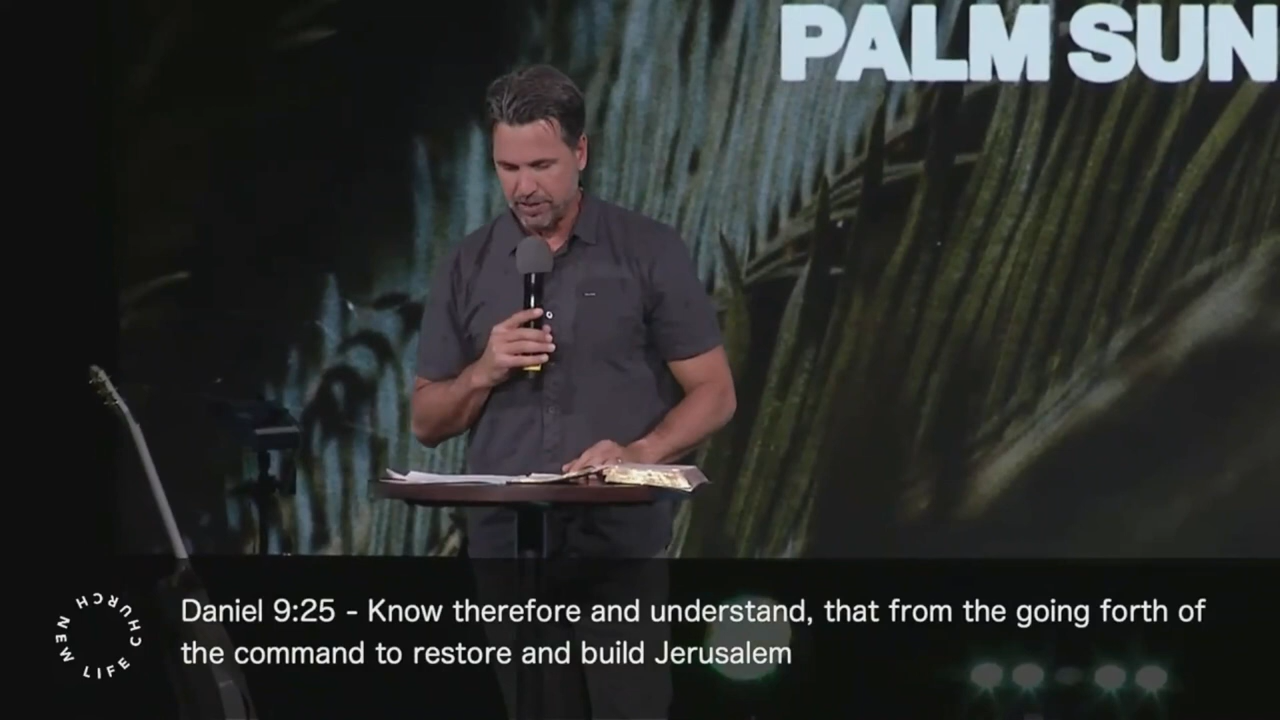 PALM SUN
Daniel 9:25 - Know therefore and understand, that from the going forth of
the command to restore and build Jerusalem
NEW LIFE CHURCH